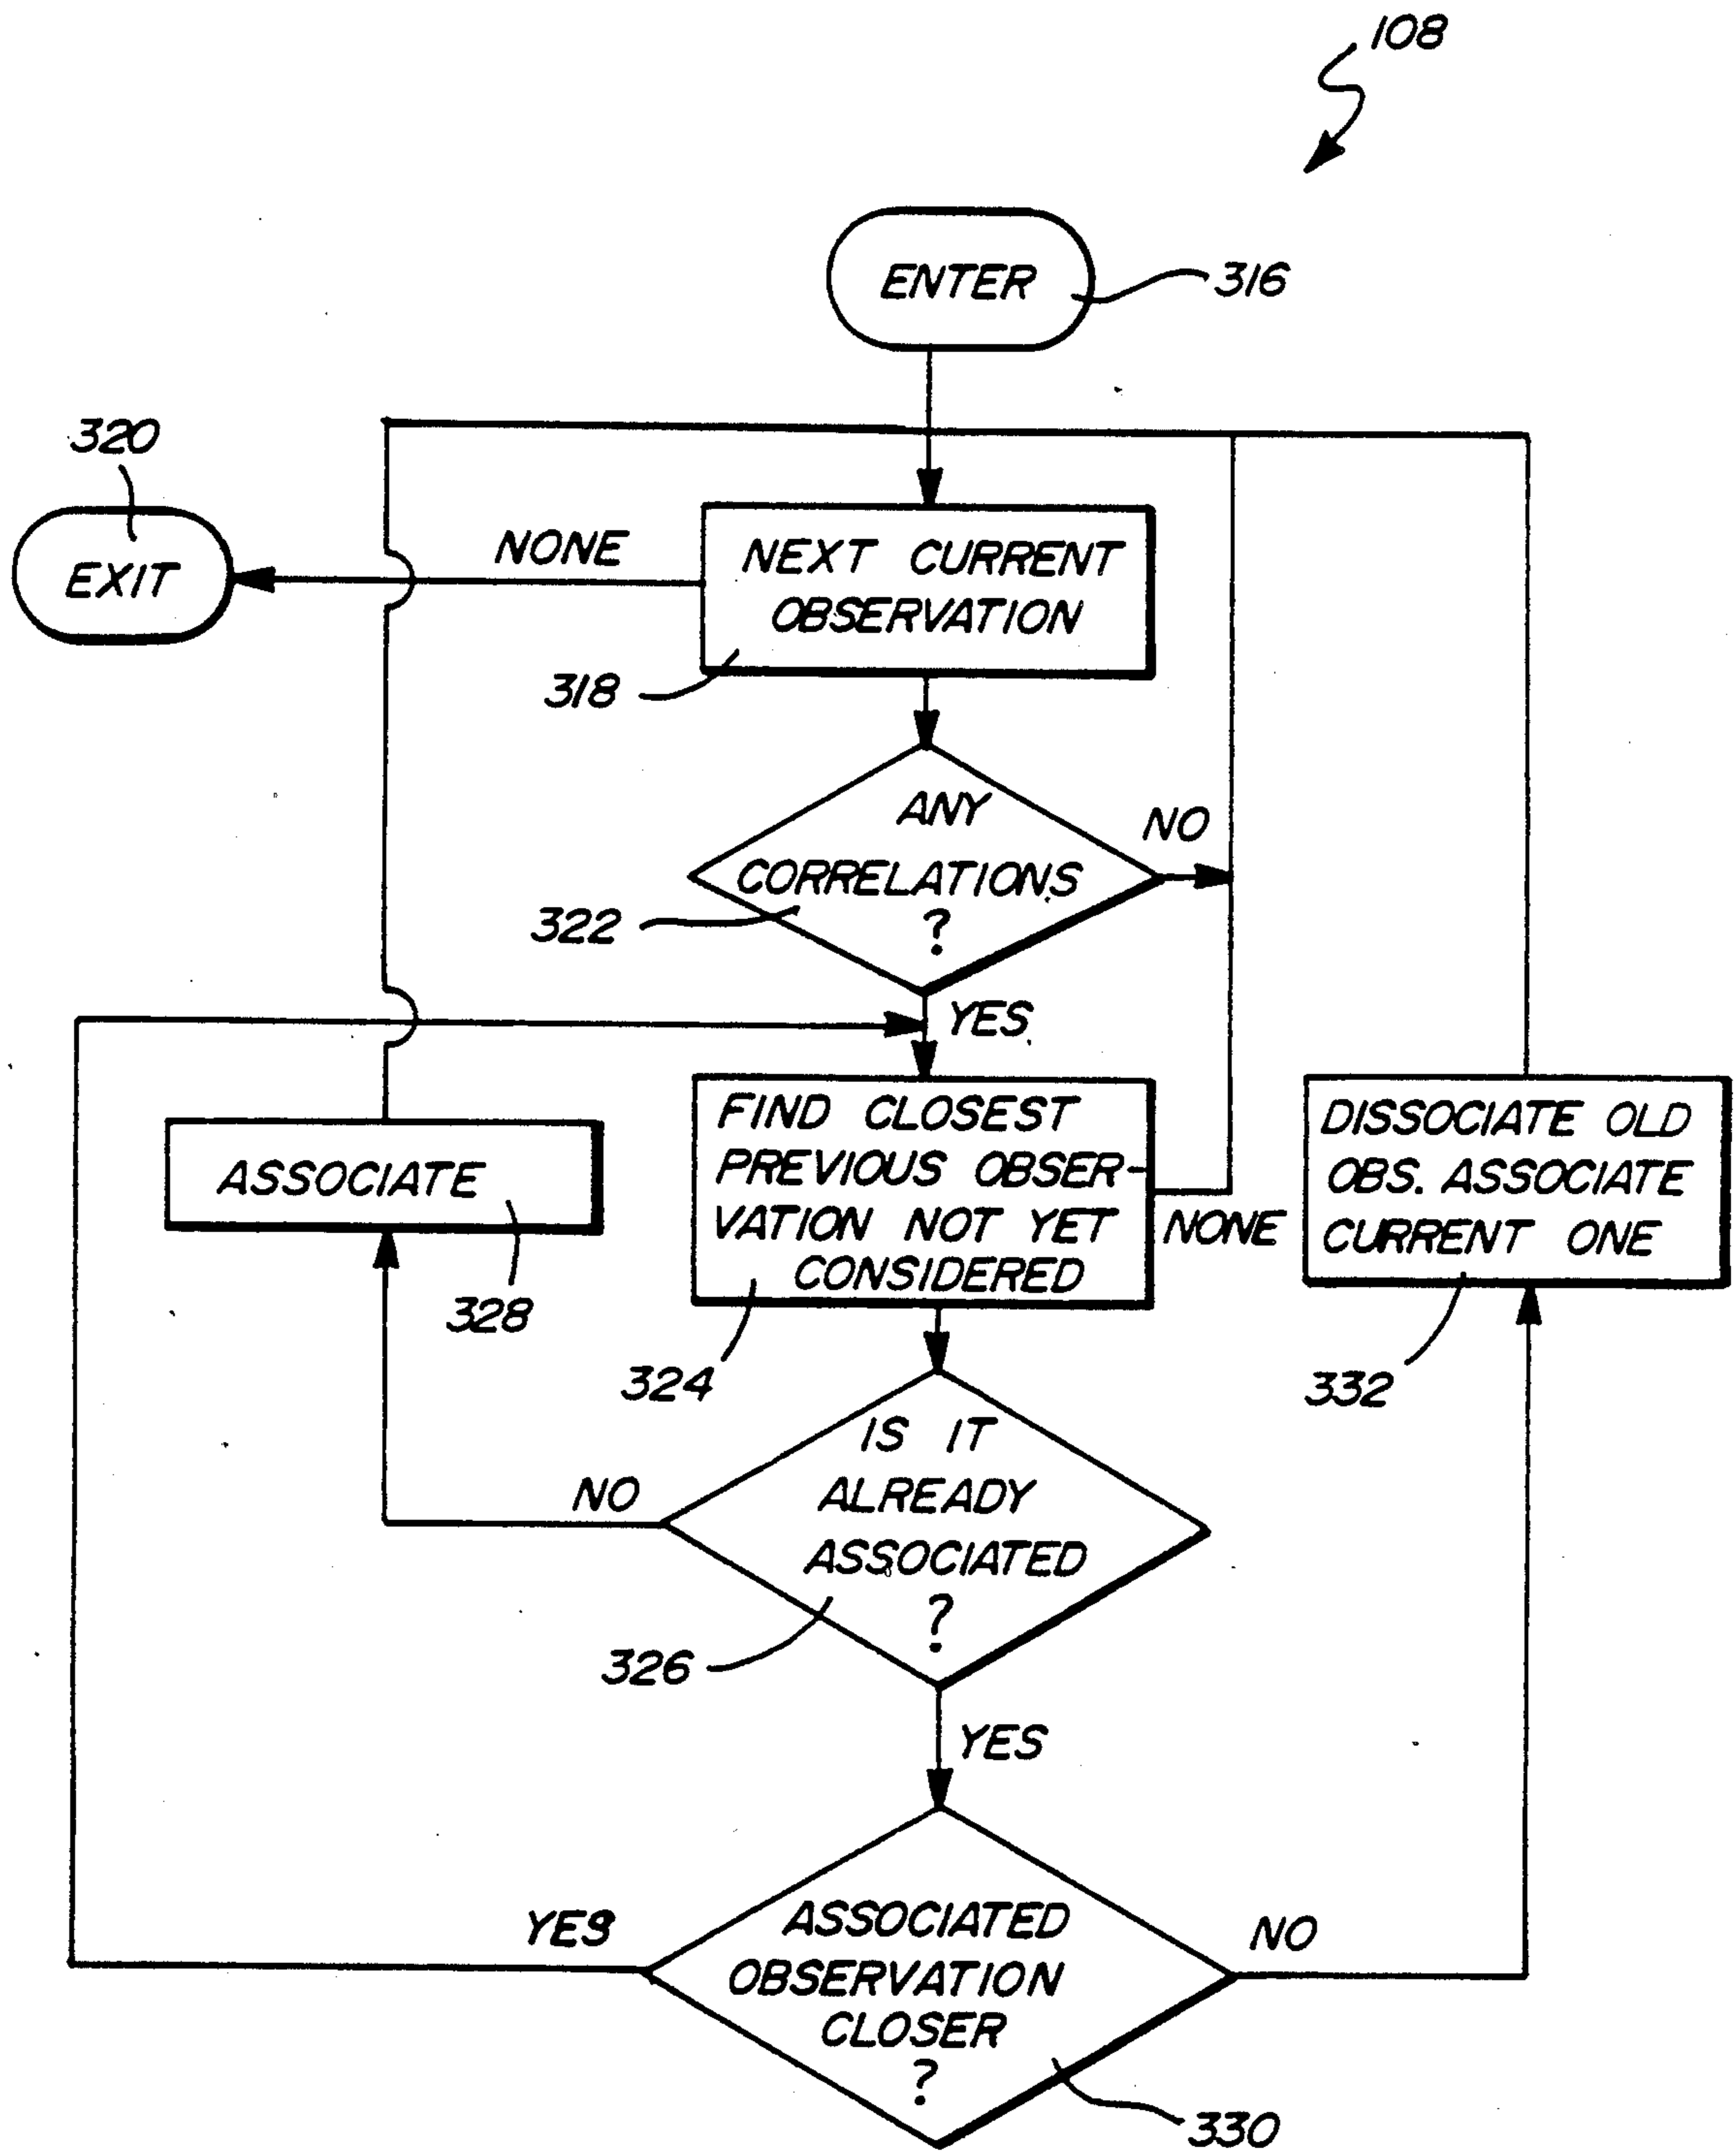 108
ENTER
316
320
EXIT
NONE
NEXT CURRENT
OBSERVATION
318
ANY
CORRELATIONS
?
NO
322
YES
FIND CLOSEST
PREVIOUS OBSER-
VATION NOT YET
CONSIDERED
NONE
324
ASSOCIATE
328
DISSOCIATE OLD
OBS. ASSOCIATE
CURRENT ONE
332
IS IT
ALREADY
ASSOCIATED
?
NO
326
YES
ASSOCIATED
OBSERVATION
CLOSER
?
YES
NO
330